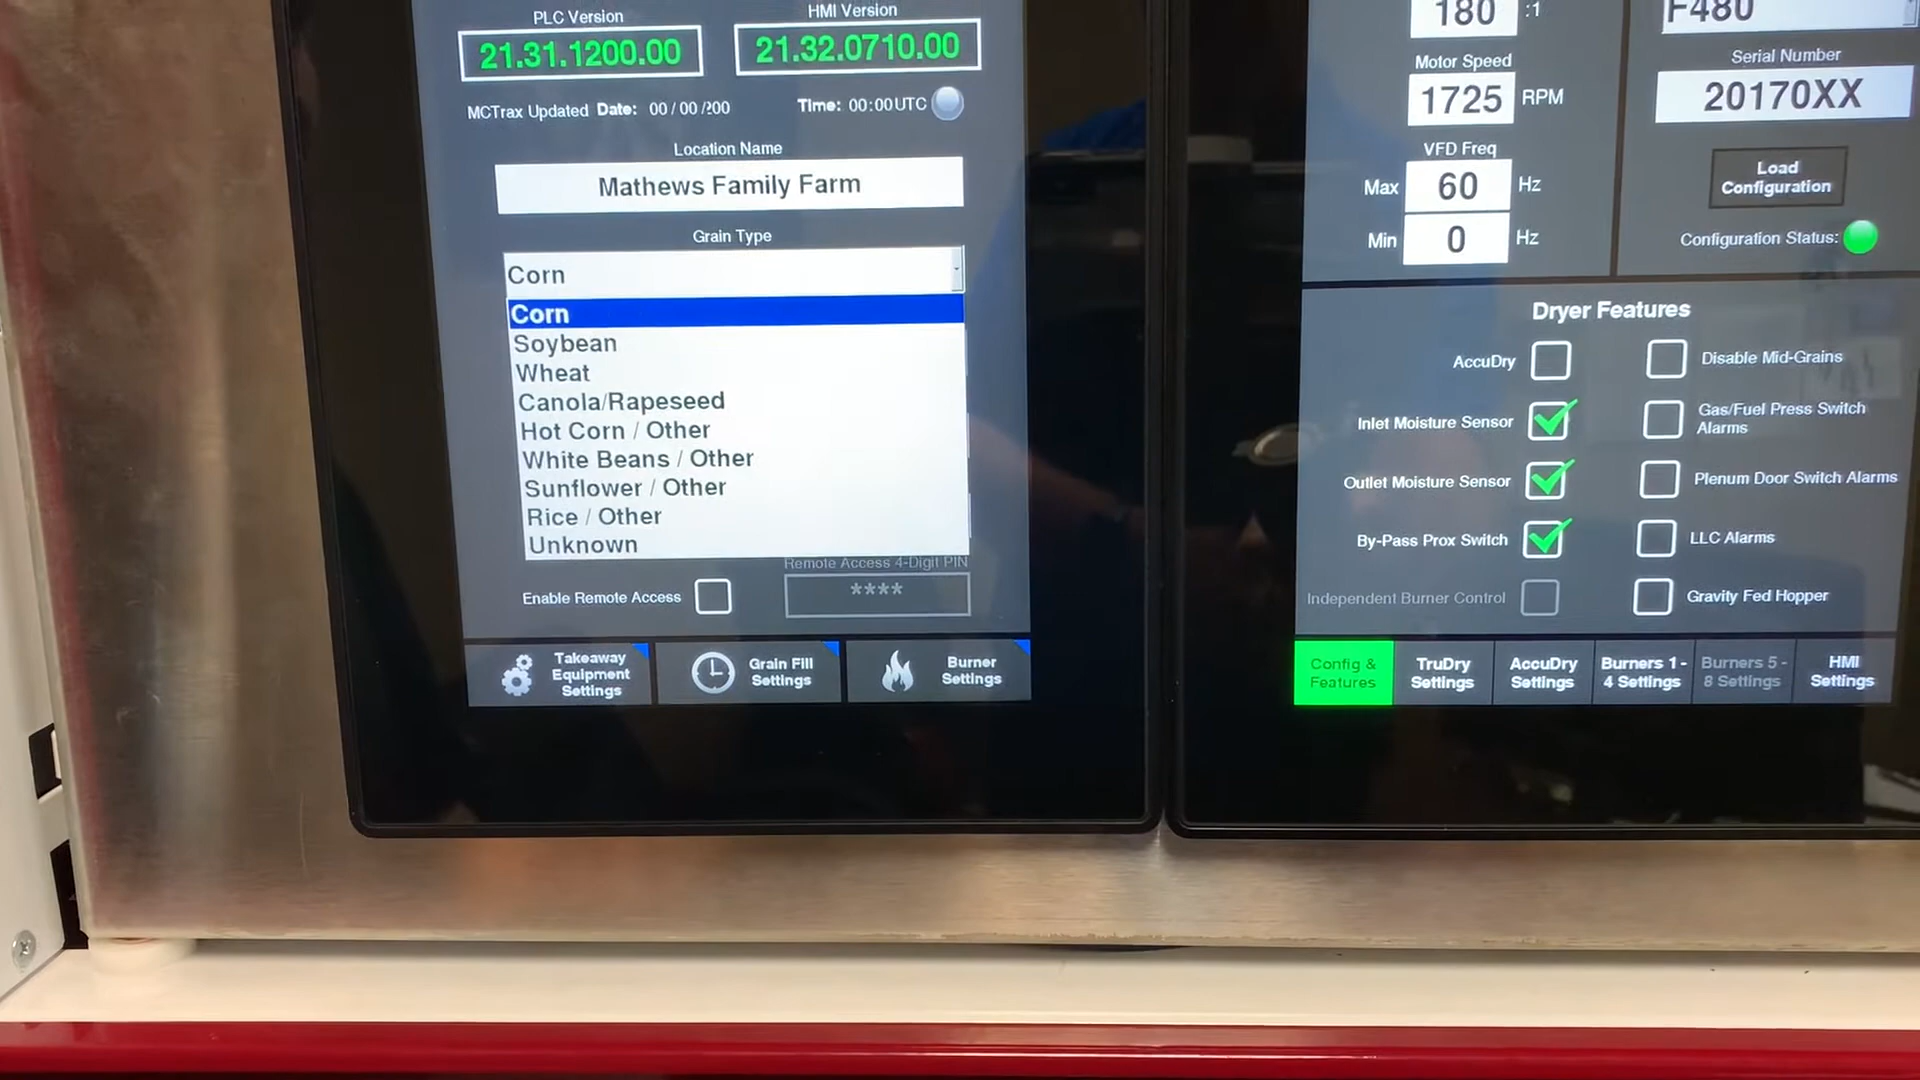 PLC Version
HMI Version
21.31.1200.00
21.32.0710.00
MCTrax Updated Date: 00 / 00 /200
Time: 00:00 UTC
Location Name
Mathews Family Farm
Grain Type
Corn
Corn
Soybean
Wheat
Canola/Rapeseed
Hot Corn / Other
White Beans / Other
Sunflower / Other
Rice / Other
Unknown
Remote Access 4-Digit PIN
Enable Remote Access
****
Takeaway
Equipment
Settings
Grain Fill
Settings
Burner
Settings
180 :1
Motor Speed
1725 RPM
VFD Freq
Max 60 Hz
Min 0 Hz
F480
Serial Number
20170XX
Load
Configuration
Configuration Status:
Dryer Features
AccuDry
Disable Mid-Grains
Inlet Moisture Sensor
Gas/Fuel Press Switch
Alarms
Outlet Moisture Sensor
Plenum Door Switch Alarms
By-Pass Prox Switch
LLC Alarms
Independent Burner Control
Gravity Fed Hopper
Config &
Features
TruDry
Settings
AccuDry
Settings
Burners 1 -
4 Settings
Burners 5 -
8 Settings
HMI
Settings